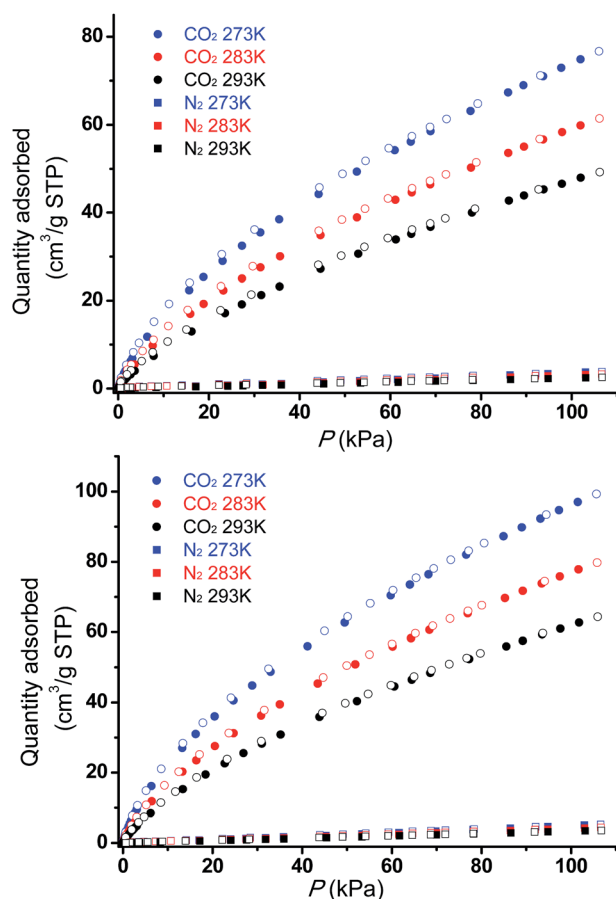 80
60
40
20
0
Quantity adsorbed
(cm³/g STP)
CO₂ 273K
CO₂ 283K
CO₂ 293K
N₂ 273K
N₂ 283K
N₂ 293K
0 20 40 60 80 100
P (kPa)
100
80
60
40
20
0
Quantity adsorbed
(cm³/g STP)
CO₂ 273K
CO₂ 283K
CO₂ 293K
N₂ 273K
N₂ 283K
N₂ 293K
0 20 40 60 80 100
P (kPa)